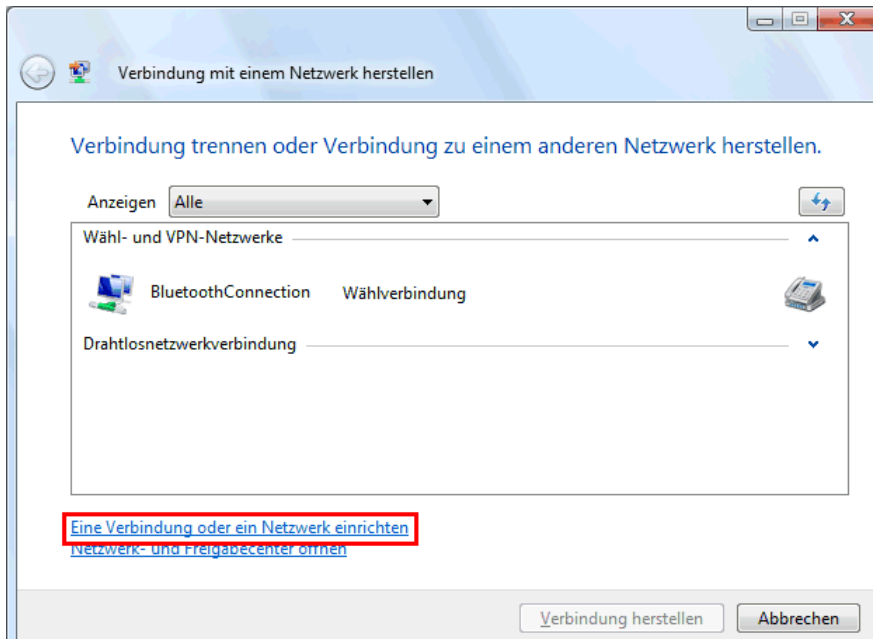 Verbindung mit einem Netzwerk herstellen
Verbindung trennen oder Verbindung zu einem anderen Netzwerk herstellen.
Anzeigen Alle
Wähl- und VPN-Netzwerke
BluetoothConnection Wählverbindung
Drahtlosnetzwerkverbindung
Eine Verbindung oder ein Netzwerk einrichten
Netzwerk- und Freigabecenter öffnen
Verbindung herstellen Abbrechen